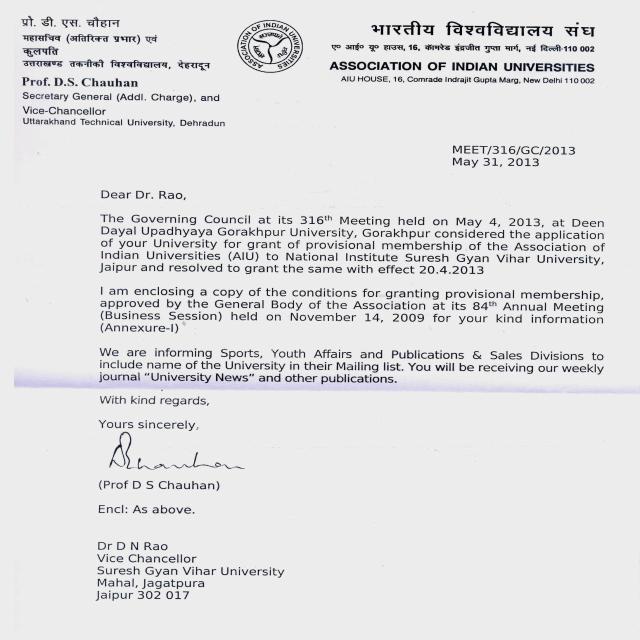 प्रो. डी. एस. चौहान
महासचिव (अतिरिक्त प्रभार) एवं
कुलपति
उत्तराखण्ड तकनीकी विश्वविद्यालय, देहरादून
Prof. D.S. Chauhan
Secretary General (Addl. Charge), and
Vice-Chancellor
Uttarakhand Technical University, Dehradun
ASSOCIATION OF INDIAN UNIVERSITIES
भारतीय विश्वविद्यालय संघ
ए० आई० यू० हाउस, 16, कामरेड इंद्रजीत गुप्ता मार्ग, नई दिल्ली-110 002
ASSOCIATION OF INDIAN UNIVERSITIES
AIU HOUSE, 16, Comrade Indrajit Gupta Marg, New Delhi 110 002
MEET/316/GC/2013
May 31, 2013
Dear Dr. Rao,
The Governing Council at its 316th Meeting held on May 4, 2013, at Deen
Dayal Upadhyaya Gorakhpur University, Gorakhpur considered the application
of your University for grant of provisional membership of the Association of
Indian Universities (AIU) to National Institute Suresh Gyan Vihar University,
Jaipur and resolved to grant the same with effect 20.4.2013
I am enclosing a copy of the conditions for granting provisional membership,
approved by the General Body of the Association at its 84th Annual Meeting
(Business Session) held on November 14, 2009 for your kind information
(Annexure-I)
We are informing Sports, Youth Affairs and Publications & Sales Divisions to
include name of the University in their Mailing list. You will be receiving our weekly
journal "University News" and other publications.
With kind regards,
Yours sincerely,
DSChauhan
(Prof D S Chauhan)
Encl: As above.
Dr D N Rao
Vice Chancellor
Suresh Gyan Vihar University
Mahal, Jagatpura
Jaipur 302 017